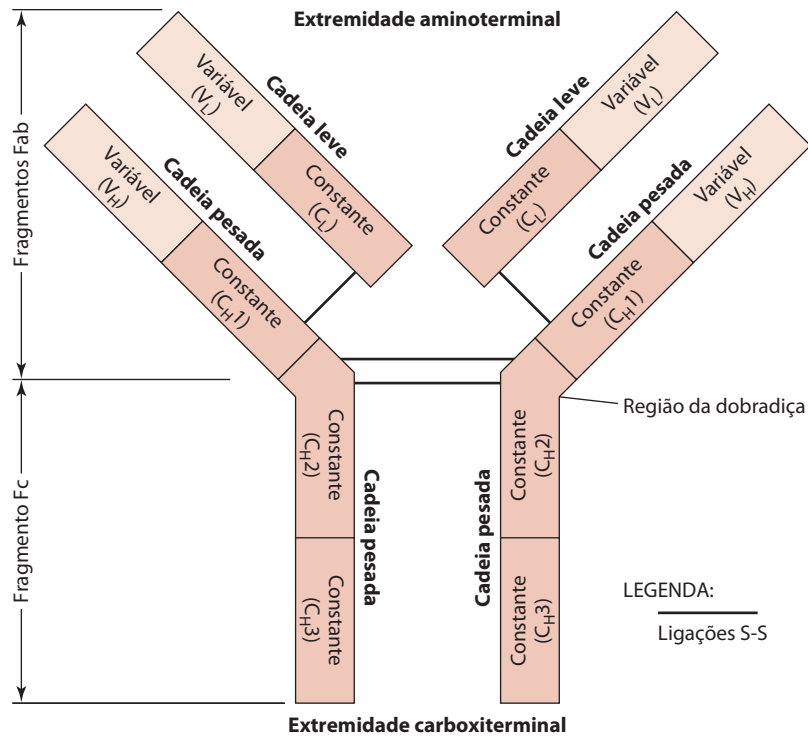 Extremidade aminoterminal
Fragmentos Fab
Fragmento Fc
Variável
(VL)
Cadeia leve
Constante
(CL)
Variável
(VH)
Cadeia pesada
Constante
(CH1)
Cadeia leve
Variável
(VL)
Constante
(CL)
Cadeia pesada
Variável
(VH)
Constante
(CH1)
Região da dobradiça
Constante
(CH2)
Cadeia pesada
Constante
(CH3)
Cadeia pesada
Constante
(CH2)
Constante
(CH3)
LEGENDA:
Ligações S-S
Extremidade carboxiterminal